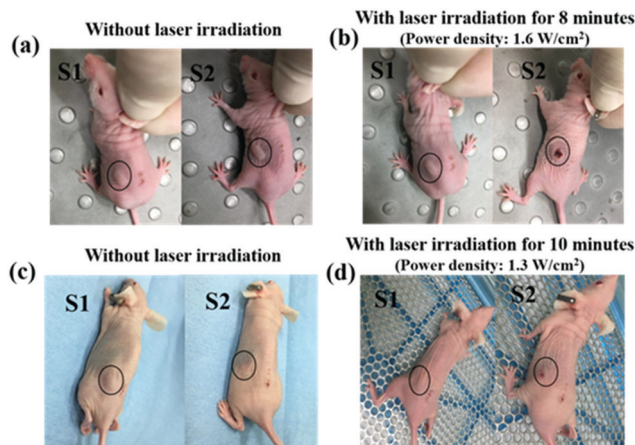 (a)
Without laser irradiation
S1
S2
(b)
With laser irradiation for 8 minutes
(Power density: 1.6 W/cm²)
S1
S2
(c)
Without laser irradiation
S1
S2
(d)
With laser irradiation for 10 minutes
(Power density: 1.3 W/cm²)
S1
S2